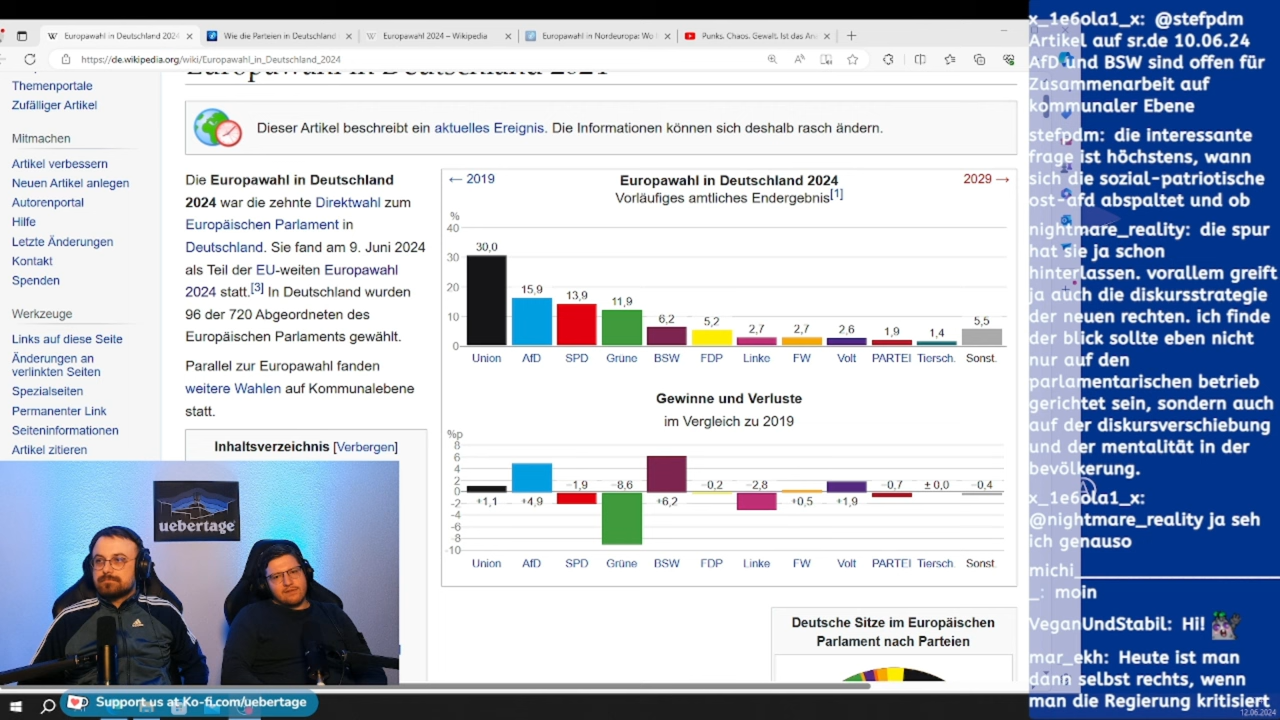 Europawahl in Deutschland 2024
Wie die Parteien in Deutschland
Europawahl 2024 – Wikipedia
Europawahl in Nordeuropa: Wo
Punks. Chaos. Gewalt. Ist das An
https://de.wikipedia.org/wiki/Europawahl_in_Deutschland_2024
Europawahl in Deutschland 2024
Themenportale
Zufälliger Artikel
Mitmachen
Artikel verbessern
Neuen Artikel anlegen
Autorenportal
Hilfe
Letzte Änderungen
Kontakt
Spenden
Werkzeuge
Links auf diese Seite
Änderungen an
verlinkten Seiten
Spezialseiten
Permanenter Link
Seiteninformationen
Artikel zitieren
Dieser Artikel beschreibt ein aktuelles Ereignis. Die Informationen können sich deshalb rasch ändern.
Die Europawahl in Deutschland
2024 war die zehnte Direktwahl zum
Europäischen Parlament in
Deutschland. Sie fand am 9. Juni 2024
als Teil der EU-weiten Europawahl
2024 statt.[3] In Deutschland wurden
96 der 720 Abgeordneten des
Europäischen Parlaments gewählt.
Parallel zur Europawahl fanden
weitere Wahlen auf Kommunalebene
statt.
Inhaltsverzeichnis [Verbergen]
← 2019
Europawahl in Deutschland 2024
2029 →
Vorläufiges amtliches Endergebnis[1]
%
40
30
20
10
0
30,0
15,9
13,9
11,9
6,2
5,2
2,7
2,7
2,6
1,9
1,4
5,5
Union AfD SPD Grüne BSW FDP Linke FW Volt PARTEI Tiersch. Sonst.
Gewinne und Verluste
im Vergleich zu 2019
%p
8
6
4
2
0
-2
-4
-6
-8
-10
+1,1
+4,9
−1,9
−8,6
+6,2
−0,2
−2,8
+0,5
+1,9
−0,7
± 0,0
−0,4
Union AfD SPD Grüne BSW FDP Linke FW Volt PARTEI Tiersch. Sonst.
Deutsche Sitze im Europäischen
Parlament nach Parteien
uebertage
adidas
Support us at Ko-fi.com/uebertage
x_1e6ola1_x: @stefpdm
Artikel auf sr.de 10.06.24
AfD und BSW sind offen für
Zusammenarbeit auf
kommunaler Ebene
stefpdm: die interessante
frage ist höchstens, wann
sich die sozial-patriotische
ost-afd abspaltet und ob
nightmare_reality: die spur
hat sie ja schon
hinterlassen. vorallem greift
ja auch die diskursstrategie
der neuen rechten. ich finde
der blick sollte eben nicht
nur auf den
parlamentarischen betrieb
gerichtet sein, sondern auch
auf der diskursverschiebung
und der mentalität in der
bevölkerung.
x_1e6ola1_x:
@nightmare_reality ja seh
ich genauso
michi_
_: moin
VeganUndStabil: Hi!
mar_ekh: Heute ist man
dann selbst rechts, wenn
man die Regierung kritisiert
12.06.2024